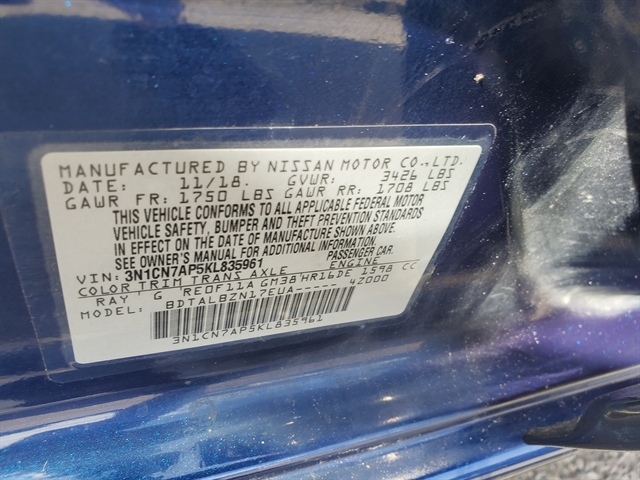 MANUFACTURED BY NISSAN MOTOR CO.,LTD.
DATE: 11/18. GVWR: 3426 LBS
GAWR FR: 1750 LBS GAWR RR: 1708 LBS
THIS VEHICLE CONFORMS TO ALL APPLICABLE FEDERAL MOTOR
VEHICLE SAFETY, BUMPER AND THEFT PREVENTION STANDARDS
IN EFFECT ON THE DATE OF MANUFACTURE SHOWN ABOVE.
SEE OWNER'S MANUAL FOR ADDITIONAL INFORMATION.
VIN: 3N1CN7AP5KL835961 PASSENGER CAR.
COLOR TRIM TRANS AXLE ENGINE
RAY G RE0F11A GM38 HR16DE 1598 CC
BDTALBZN17EUA----- 4Z000
3N1CN7AP5KL835961